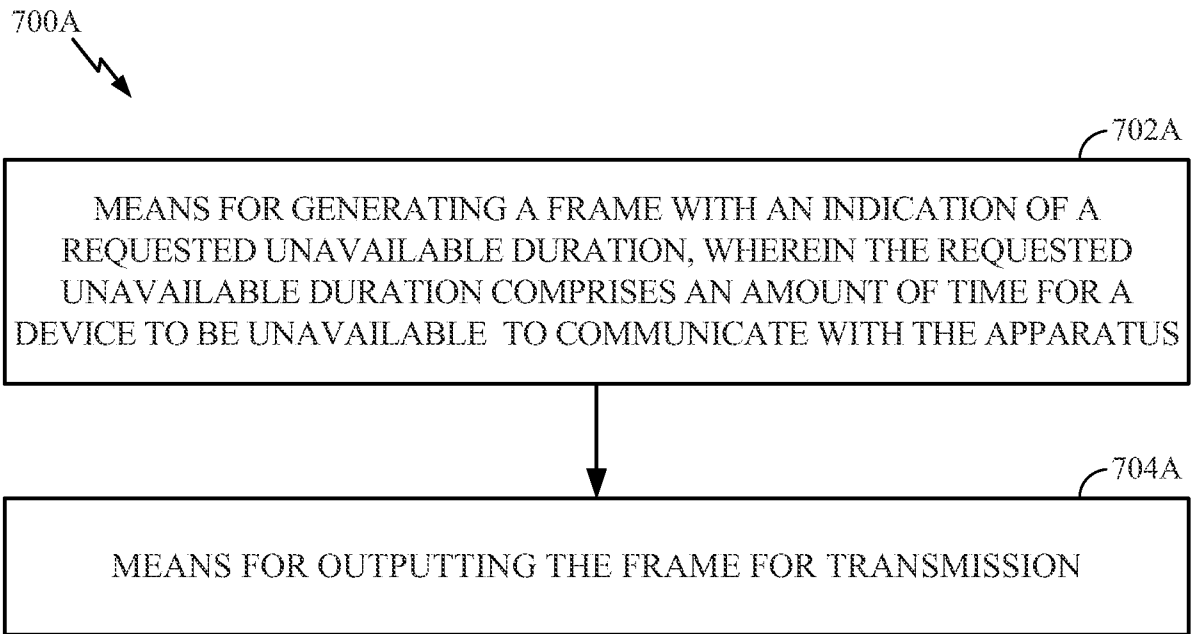 700A
702A
MEANS FOR GENERATING A FRAME WITH AN INDICATION OF A
REQUESTED UNAVAILABLE DURATION, WHEREIN THE REQUESTED
UNAVAILABLE DURATION COMPRISES AN AMOUNT OF TIME FOR A
DEVICE TO BE UNAVAILABLE TO COMMUNICATE WITH THE APPARATUS
704A
MEANS FOR OUTPUTTING THE FRAME FOR TRANSMISSION